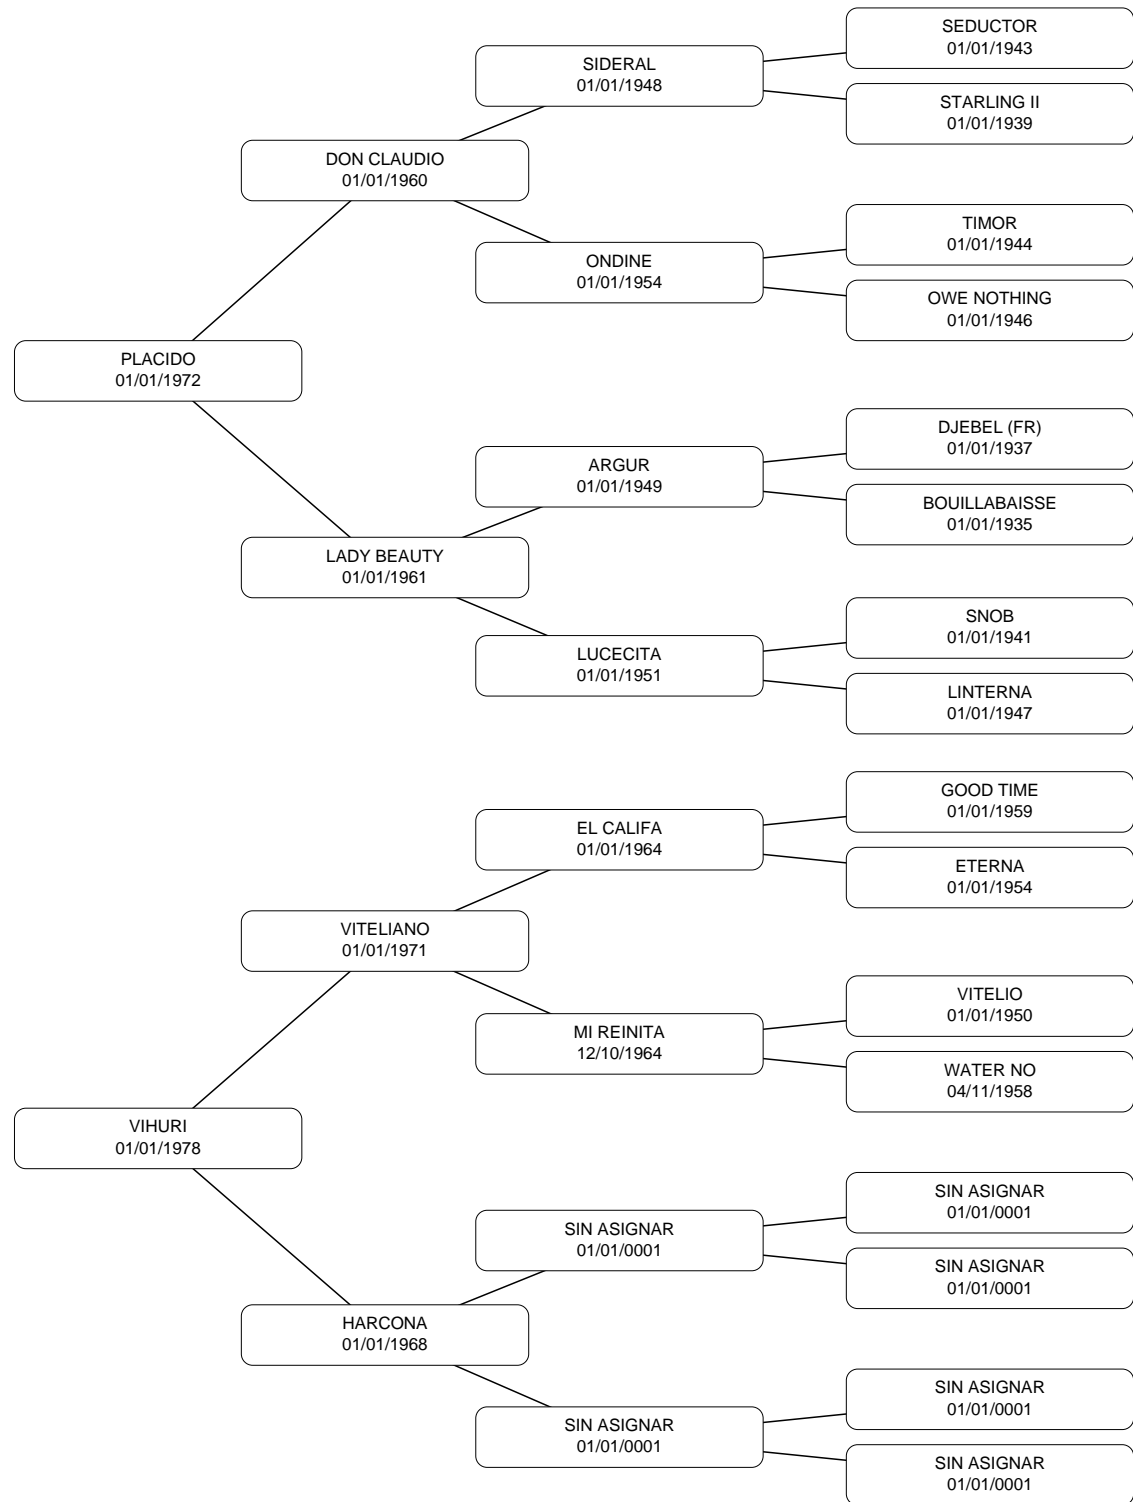 SEDUCTOR
01/01/1943
SIDERAL
01/01/1948
STARLING II
01/01/1939
DON CLAUDIO
01/01/1960
TIMOR
01/01/1944
ONDINE
01/01/1954
OWE NOTHING
01/01/1946
PLACIDO
01/01/1972
DJEBEL (FR)
01/01/1937
ARGUR
01/01/1949
BOUILLABAISSE
01/01/1935
LADY BEAUTY
01/01/1961
SNOB
01/01/1941
LUCECITA
01/01/1951
LINTERNA
01/01/1947
GOOD TIME
01/01/1959
EL CALIFA
01/01/1964
ETERNA
01/01/1954
VITELIANO
01/01/1971
VITELIO
01/01/1950
MI REINITA
12/10/1964
WATER NO
04/11/1958
VIHURI
01/01/1978
SIN ASIGNAR
01/01/0001
SIN ASIGNAR
01/01/0001
SIN ASIGNAR
01/01/0001
HARCONA
01/01/1968
SIN ASIGNAR
01/01/0001
SIN ASIGNAR
01/01/0001
SIN ASIGNAR
01/01/0001